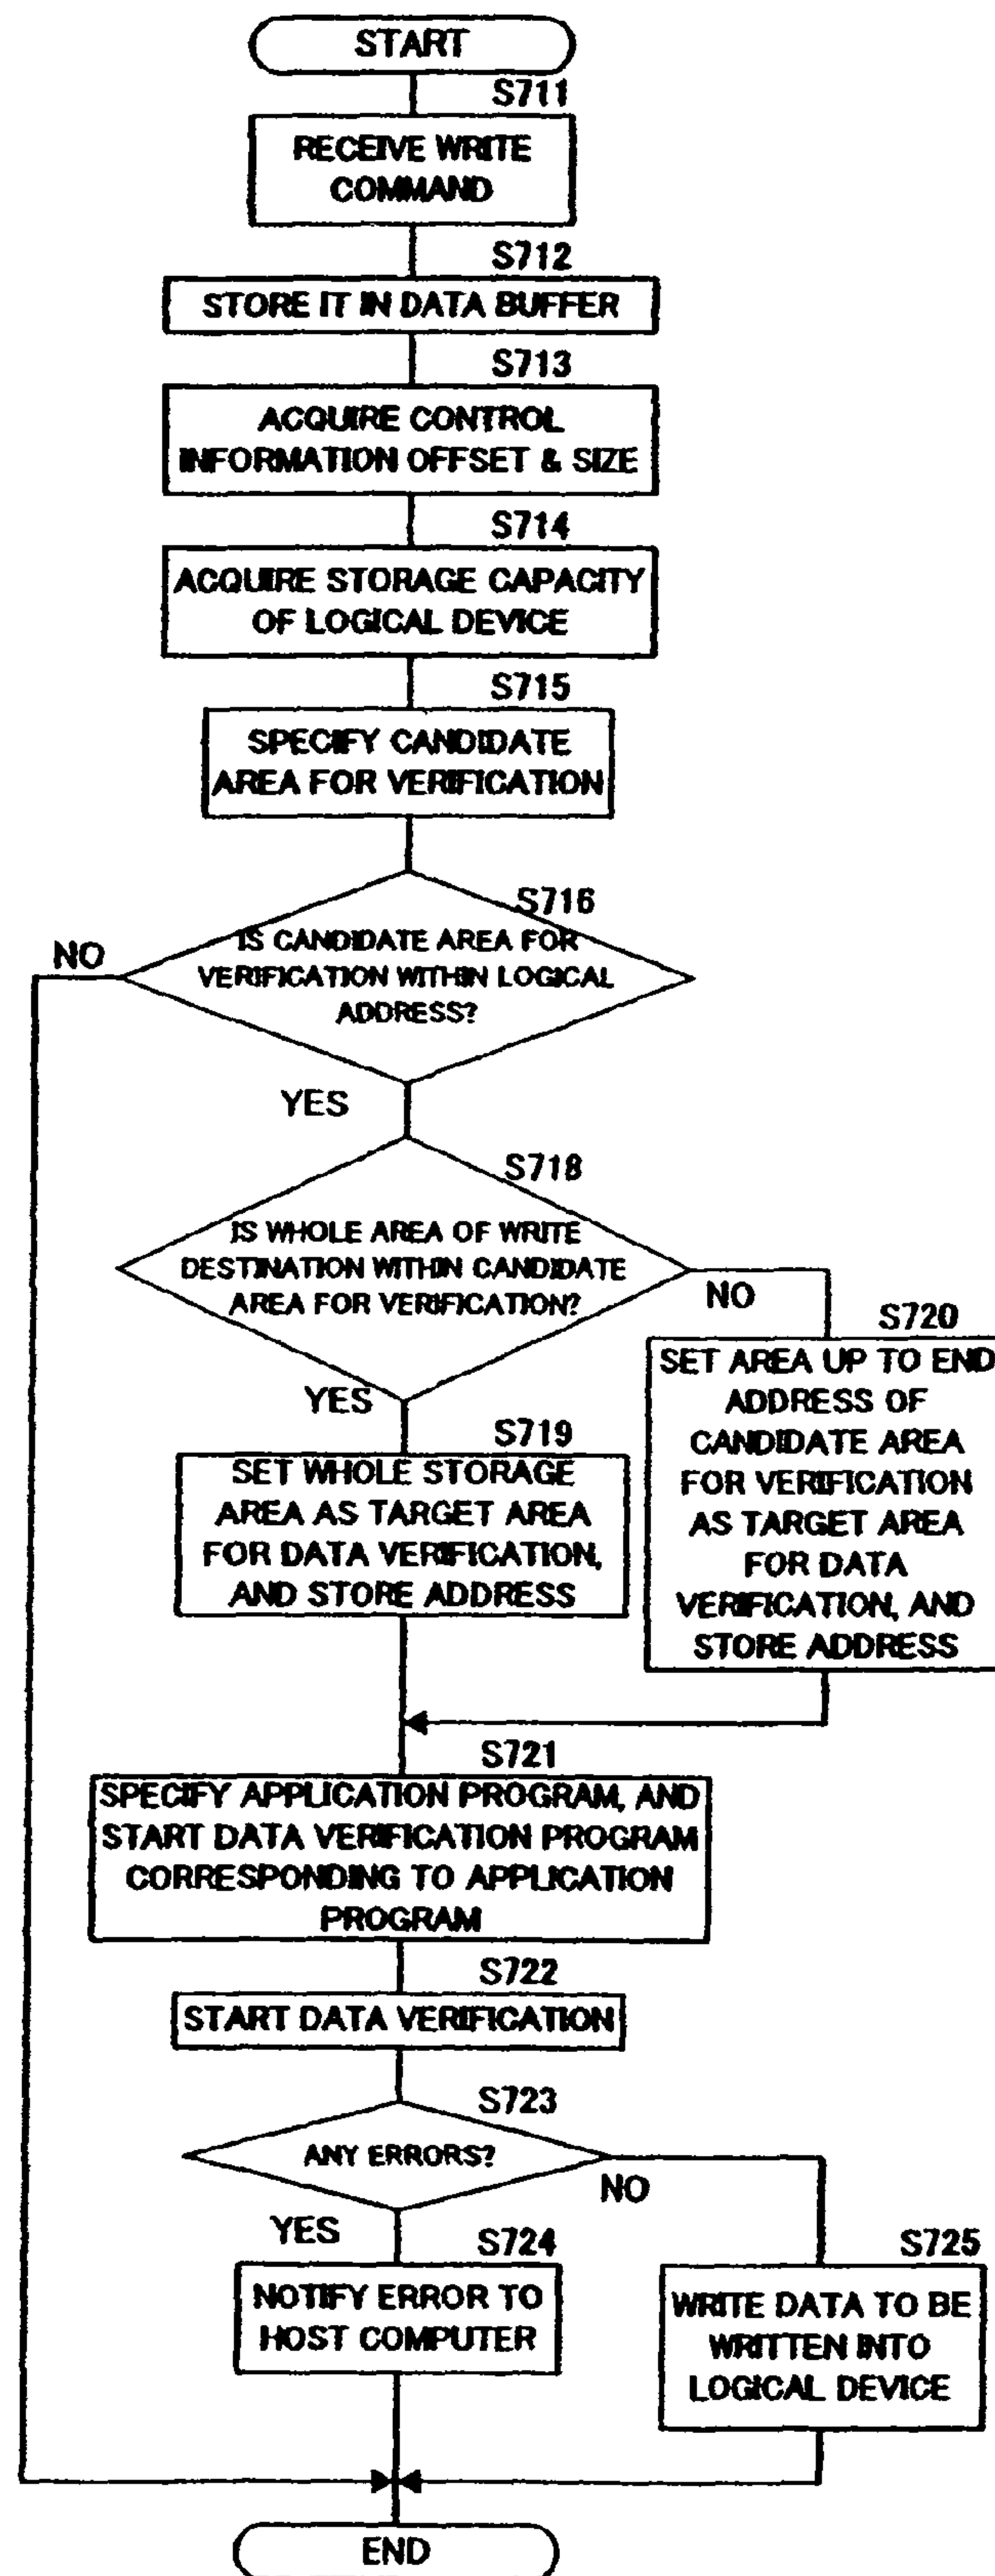 START
S711
RECEIVE WRITE
COMMAND
S712
STORE IT IN DATA BUFFER
S713
ACQUIRE CONTROL
INFORMATION OFFSET & SIZE
S714
ACQUIRE STORAGE CAPACITY
OF LOGICAL DEVICE
S715
SPECIFY CANDIDATE
AREA FOR VERIFICATION
S716
IS CANDIDATE AREA FOR
VERIFICATION WITHIN LOGICAL
ADDRESS?
NO
YES
S718
IS WHOLE AREA OF WRITE
DESTINATION WITHIN CANDIDATE
AREA FOR VERIFICATION?
NO
YES
S719
SET WHOLE STORAGE
AREA AS TARGET AREA
FOR DATA VERIFICATION,
AND STORE ADDRESS
S720
SET AREA UP TO END
ADDRESS OF
CANDIDATE AREA
FOR VERIFICATION
AS TARGET AREA
FOR DATA
VERIFICATION, AND
STORE ADDRESS
S721
SPECIFY APPLICATION PROGRAM, AND
START DATA VERIFICATION PROGRAM
CORRESPONDING TO APPLICATION
PROGRAM
S722
START DATA VERIFICATION
S723
ANY ERRORS?
NO
YES
S724
NOTIFY ERROR TO
HOST COMPUTER
S725
WRITE DATA TO BE
WRITTEN INTO
LOGICAL DEVICE
END